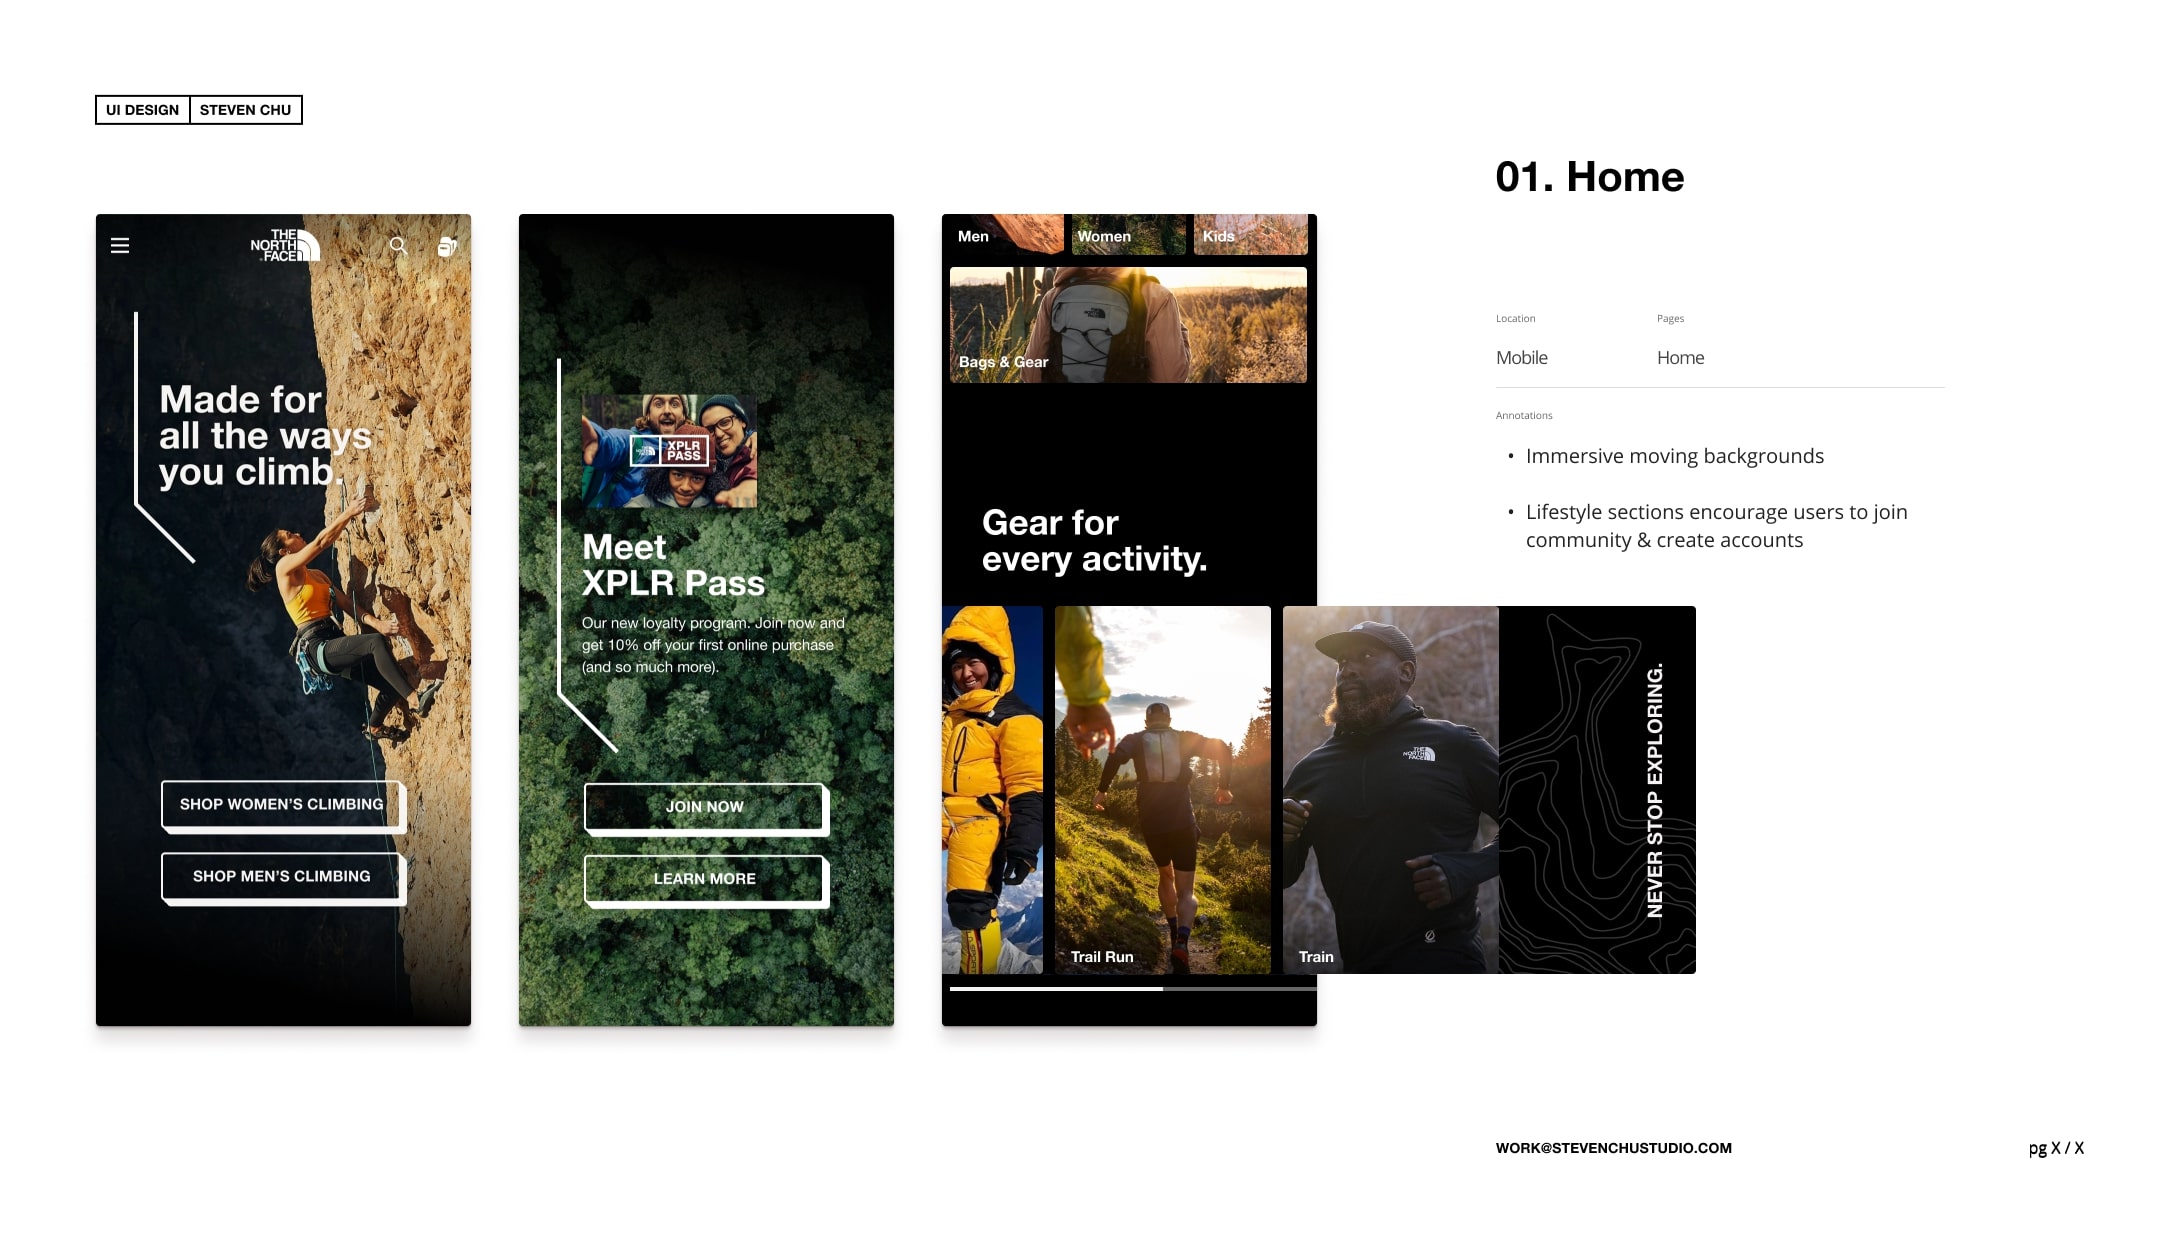 UI DESIGN STEVEN CHU
01. Home
THE
NORTH
FACE
Made for
all the ways
you climb.
SHOP WOMEN'S CLIMBING
SHOP MEN'S CLIMBING
XPLR
PASS
Meet
XPLR Pass
Our new loyalty program. Join now and
get 10% off your first online purchase
(and so much more).
JOIN NOW
LEARN MORE
Men
Women
Kids
Bags & Gear
Gear for
every activity.
Trail Run
THE
NORTH
FACE
Train
NEVER STOP EXPLORING.
Location Pages
Mobile Home
Annotations
• Immersive moving backgrounds
• Lifestyle sections encourage users to join
community & create accounts
WORK@STEVENCHUSTUDIO.COM
pg X / X